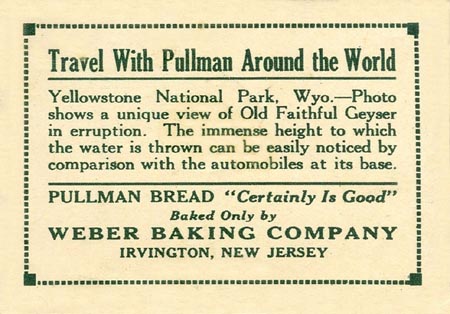 Travel With Pullman Around the World
Yellowstone National Park, Wyo.—Photo
shows a unique view of Old Faithful Geyser
in erruption. The immense height to which
the water is thrown can be easily noticed by
comparison with the automobiles at its base.
PULLMAN BREAD "Certainly Is Good"
Baked Only by
WEBER BAKING COMPANY
IRVINGTON, NEW JERSEY